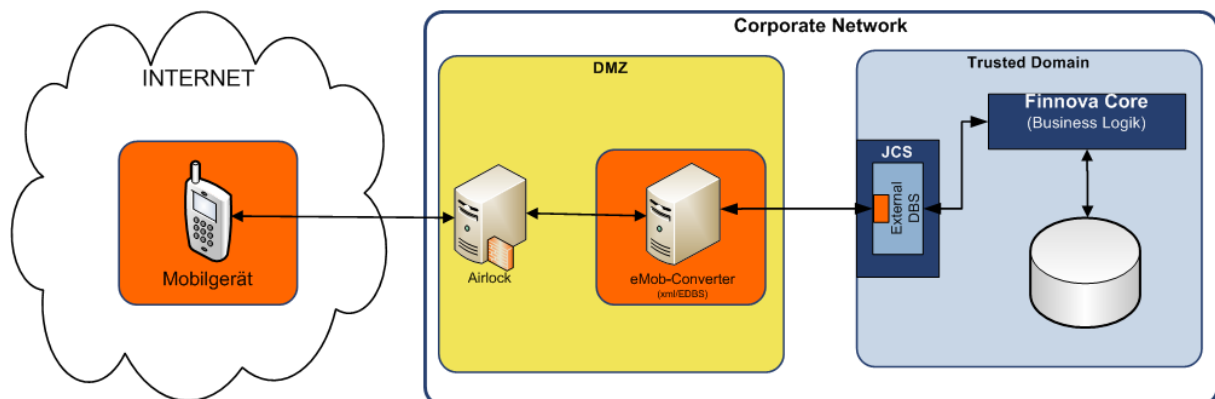 Corporate Network
INTERNET
Mobilgerät
DMZ
Airlock
eMob-Converter
(xml/EDBS)
Trusted Domain
JCS
External
DBS
Finnova Core
(Business Logik)